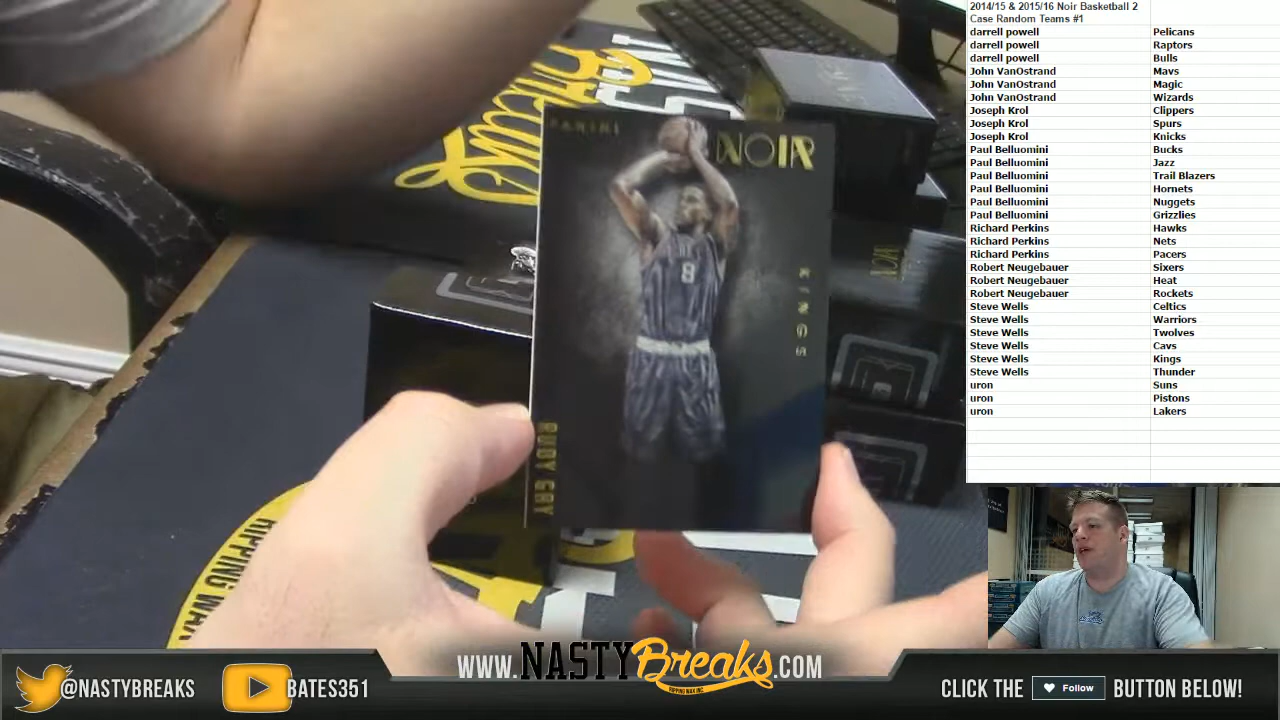 2014/15 & 2015/16 Noir Basketball 2
Case Random Teams #1
darrell powell Pelicans
darrell powell Raptors
darrell powell Bulls
John VanOstrand Mavs
John VanOstrand Magic
John VanOstrand Wizards
Joseph Krol Clippers
Joseph Krol Spurs
Joseph Krol Knicks
Paul Belluomini Bucks
Paul Belluomini Jazz
Paul Belluomini Trail Blazers
Paul Belluomini Hornets
Paul Belluomini Nuggets
Paul Belluomini Grizzlies
Richard Perkins Hawks
Richard Perkins Nets
Richard Perkins Pacers
Robert Neugebauer Sixers
Robert Neugebauer Heat
Robert Neugebauer Rockets
Steve Wells Celtics
Steve Wells Warriors
Steve Wells Twolves
Steve Wells Cavs
Steve Wells Kings
Steve Wells Thunder
uron Suns
uron Pistons
uron Lakers
PANINI
NOIR
8
KINGS
RUDY GAY
RIPPING WAX
WWW.NASTYBreaks.COM
RIPPING WAX INC
@NASTYBREAKS
BATES351
CLICK THE Follow BUTTON BELOW!